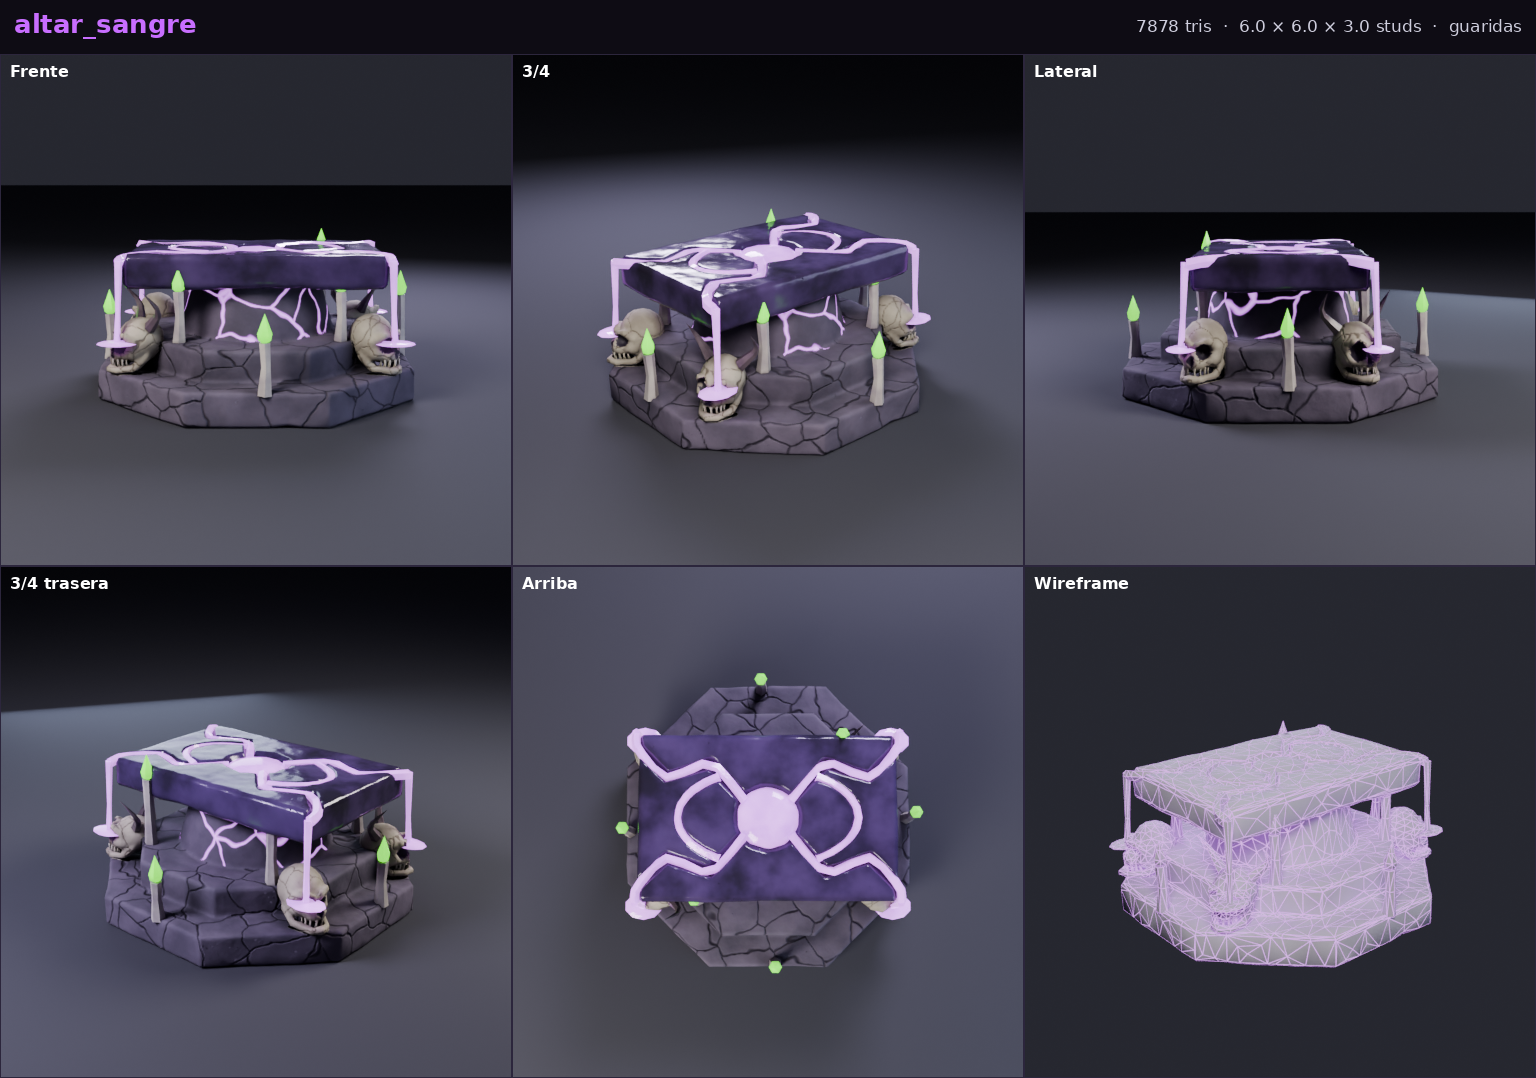 altar_sangre
7878 tris · 6.0 × 6.0 × 3.0 studs · guaridas
Frente
3/4
Lateral
3/4 trasera
Arriba
Wireframe